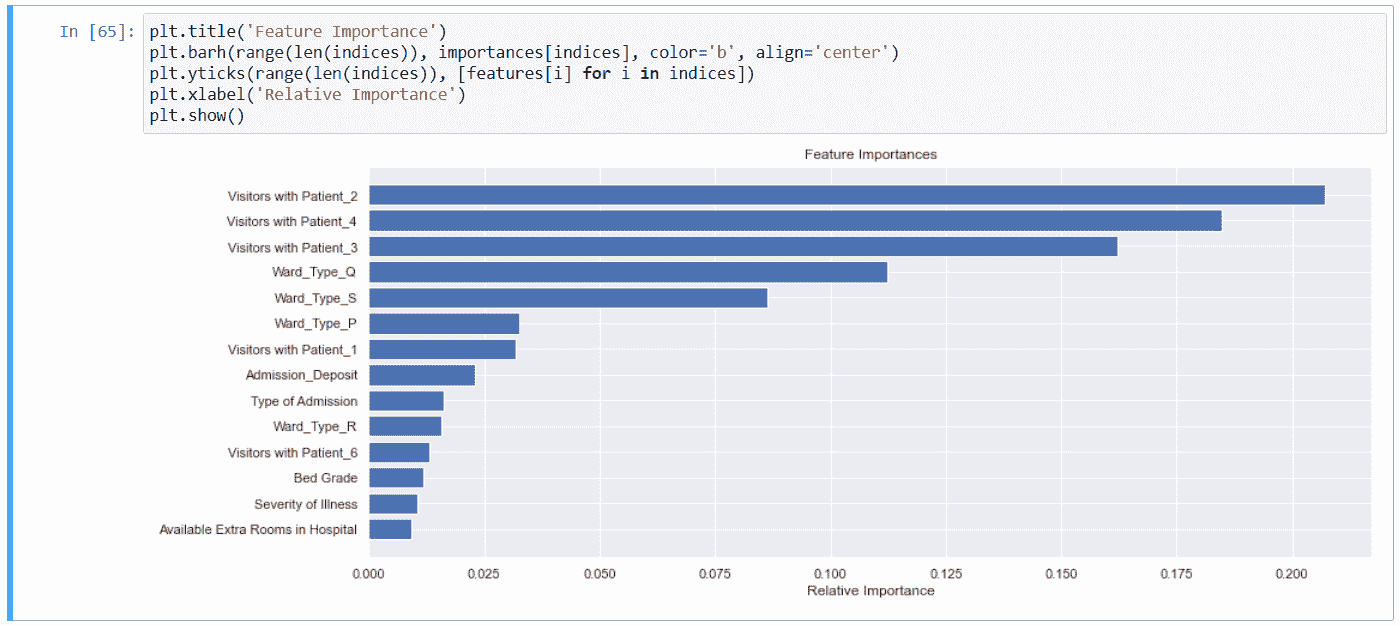 In [65]: plt.title('Feature Importance')
plt.barh(range(len(indices)), importances[indices], color='b', align='center')
plt.yticks(range(len(indices)), [features[i] for i in indices])
plt.xlabel('Relative Importance')
plt.show()
Feature Importances
Visitors with Patient_2
Visitors with Patient_4
Visitors with Patient_3
Ward_Type_Q
Ward_Type_S
Ward_Type_P
Visitors with Patient_1
Admission_Deposit
Type of Admission
Ward_Type_R
Visitors with Patient_6
Bed Grade
Severity of Illness
Available Extra Rooms in Hospital
0.000 0.025 0.050 0.075 0.100 0.125 0.150 0.175 0.200
Relative Importance